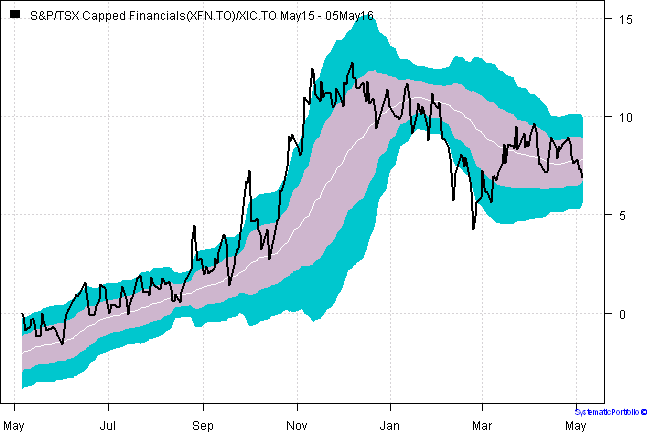 S&P/TSX Capped Financials(XFN.TO)/XIC.TO May15 - 05May16
15
10
5
0
May Jul Sep Nov Jan Mar May
SystematicPortfolio ©